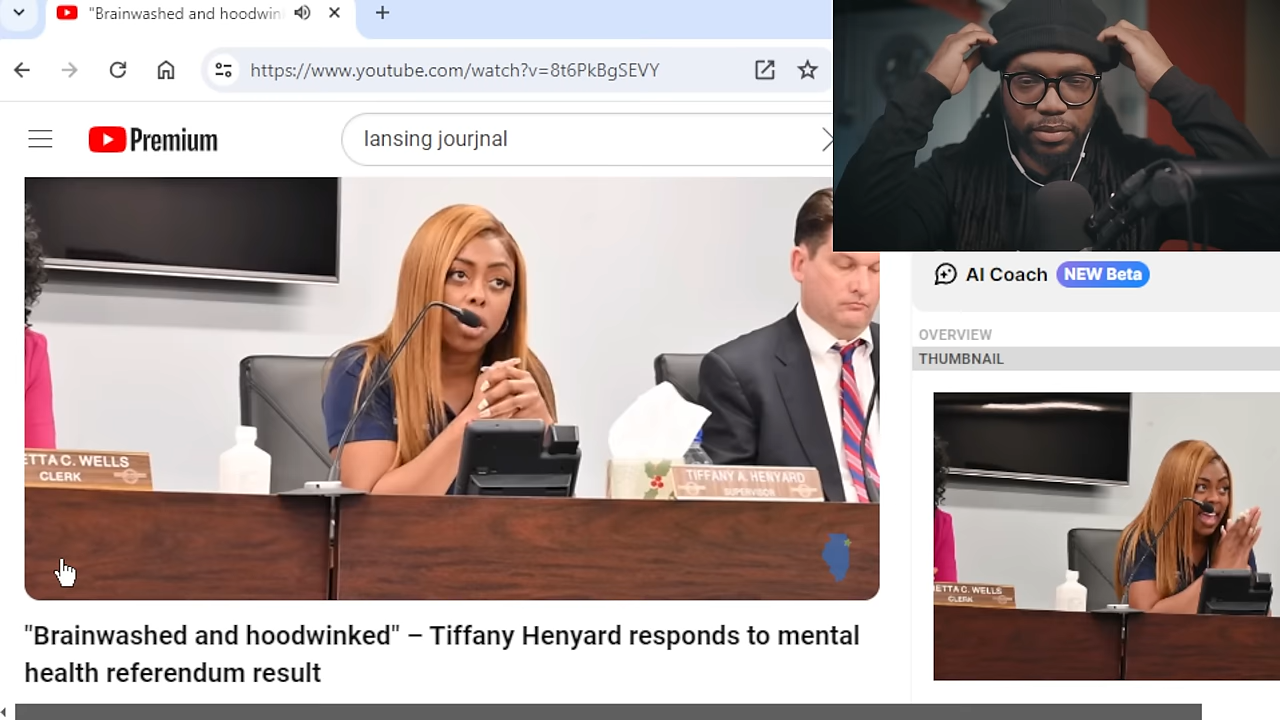 "Brainwashed and hoodwin
https://www.youtube.com/watch?v=8t6PkBgSEVY
Premium
lansing jourjnal
ETTA C. WELLS
CLERK
TIFFANY A. HENYARD
SUPERVISOR
"Brainwashed and hoodwinked" – Tiffany Henyard responds to mental
health referendum result
AI Coach NEW Beta
OVERVIEW
THUMBNAIL
ETTA C. WELLS
CLERK